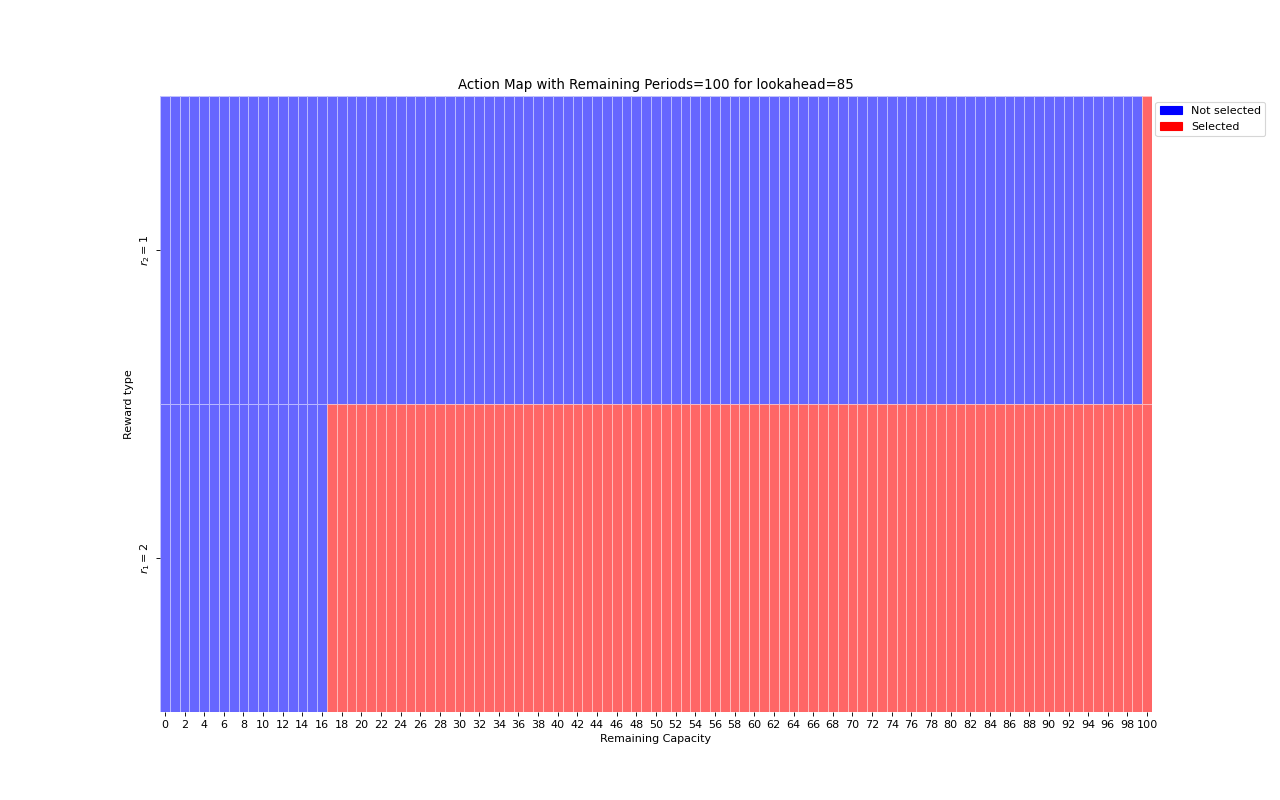 Action Map with Remaining Periods=100 for lookahead=85
Not selected
Selected
r₂ = 1
Reward type
r₁ = 2
0 2 4 6 8 10 12 14 16 18 20 22 24 26 28 30 32 34 36 38 40 42 44 46 48 50 52 54 56 58 60 62 64 66 68 70 72 74 76 78 80 82 84 86 88 90 92 94 96 98 100
Remaining Capacity